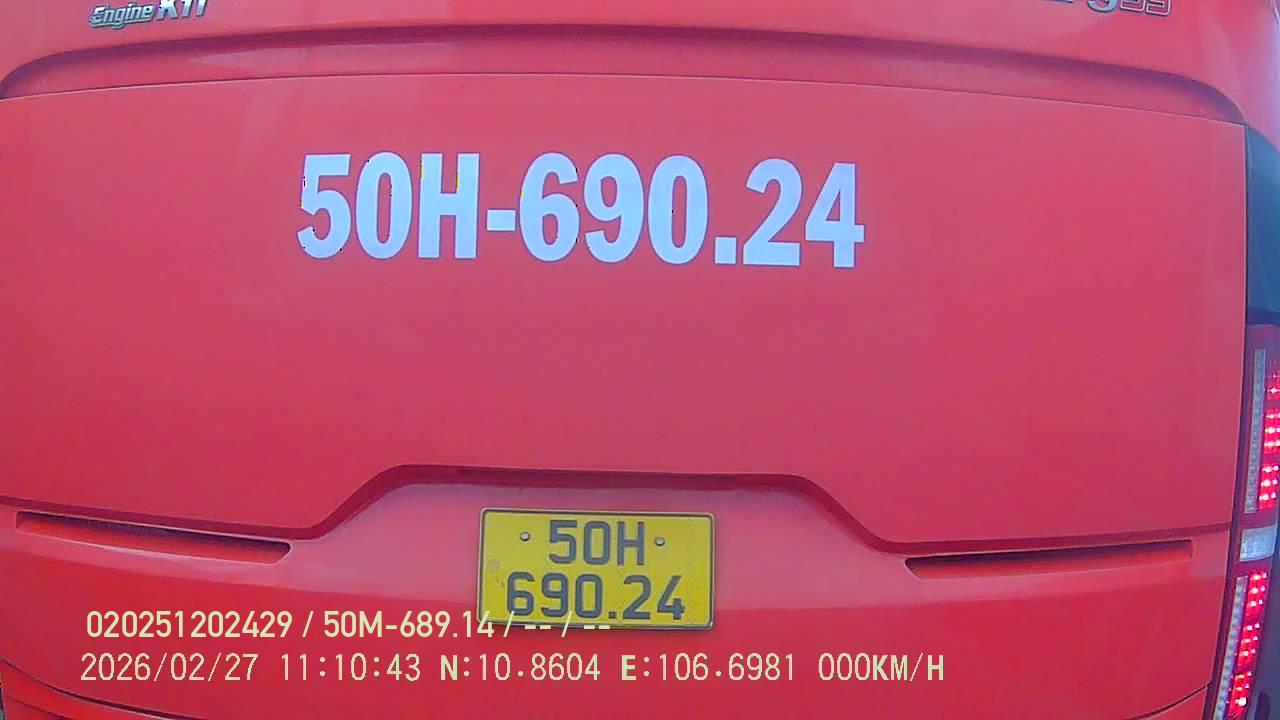 Engine K11
50H-690.24
50H
690.24
020251202429 / 50M-689.14 / -- / --
2026/02/27 11:10:43 N:10.8604 E:106.6981 000KM/H